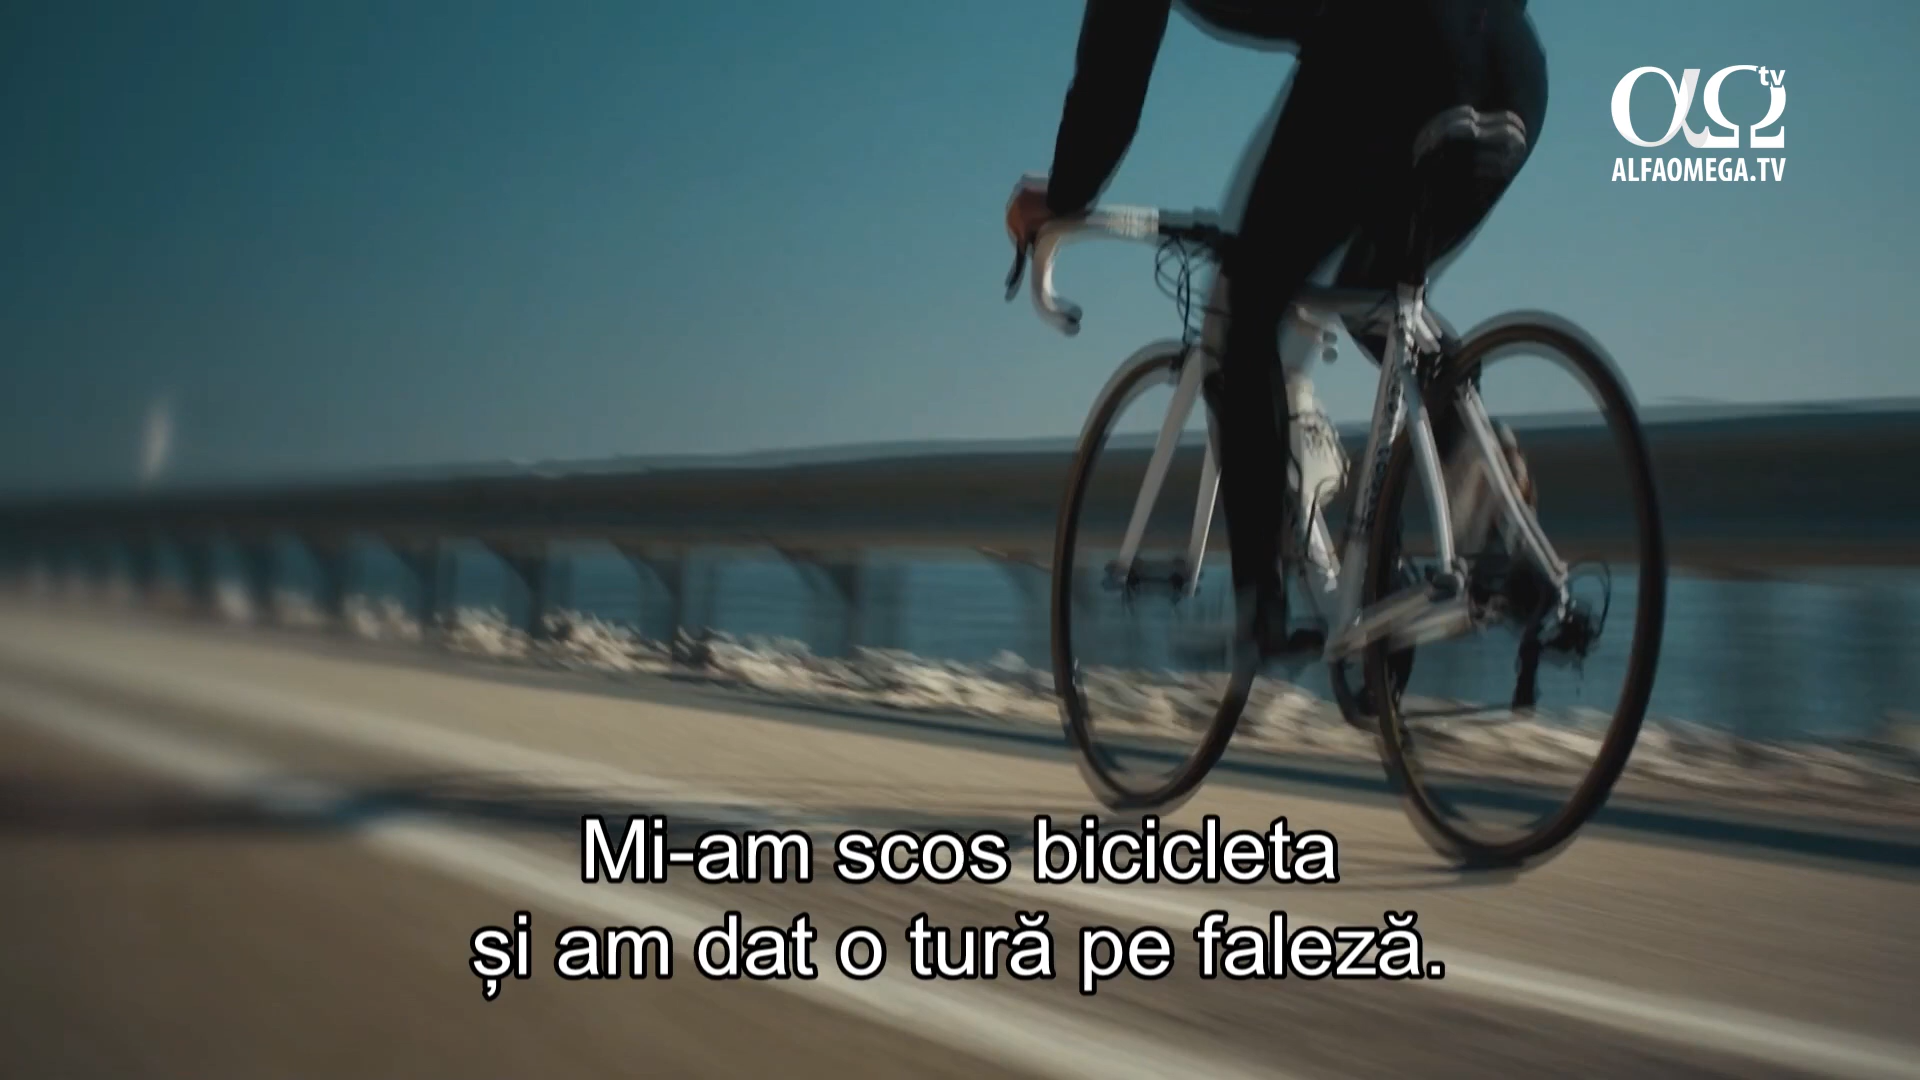 αΩ tv
ALFAOMEGA.TV
Mi-am scos bicicleta
și am dat o tură pe faleză.